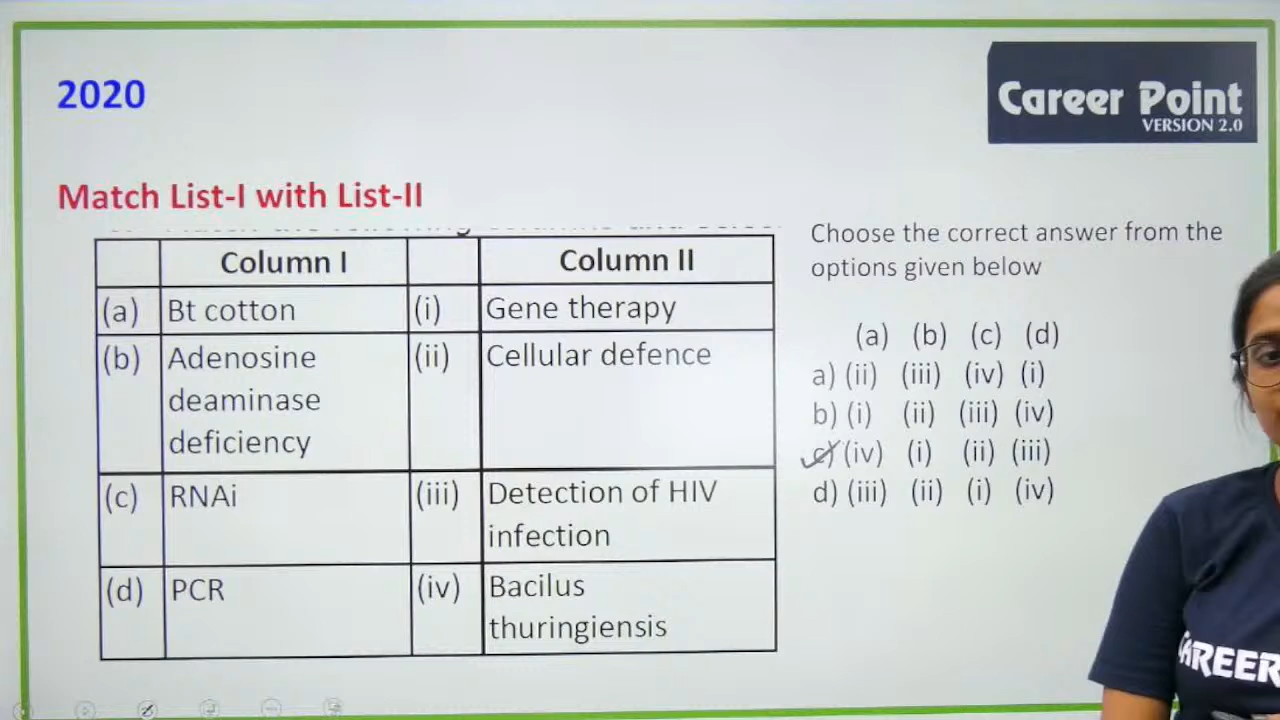 2020
Career Point
VERSION 2.0
Match List-I with List-II
Column I Column II
(a) Bt cotton (i) Gene therapy
(b) Adenosine deaminase deficiency (ii) Cellular defence
(c) RNAi (iii) Detection of HIV infection
(d) PCR (iv) Bacilus thuringiensis
Choose the correct answer from the
options given below
(a) (b) (c) (d)
a) (ii) (iii) (iv) (i)
b) (i) (ii) (iii) (iv)
c) (iv) (i) (ii) (iii)
d) (iii) (ii) (i) (iv)
CAREER